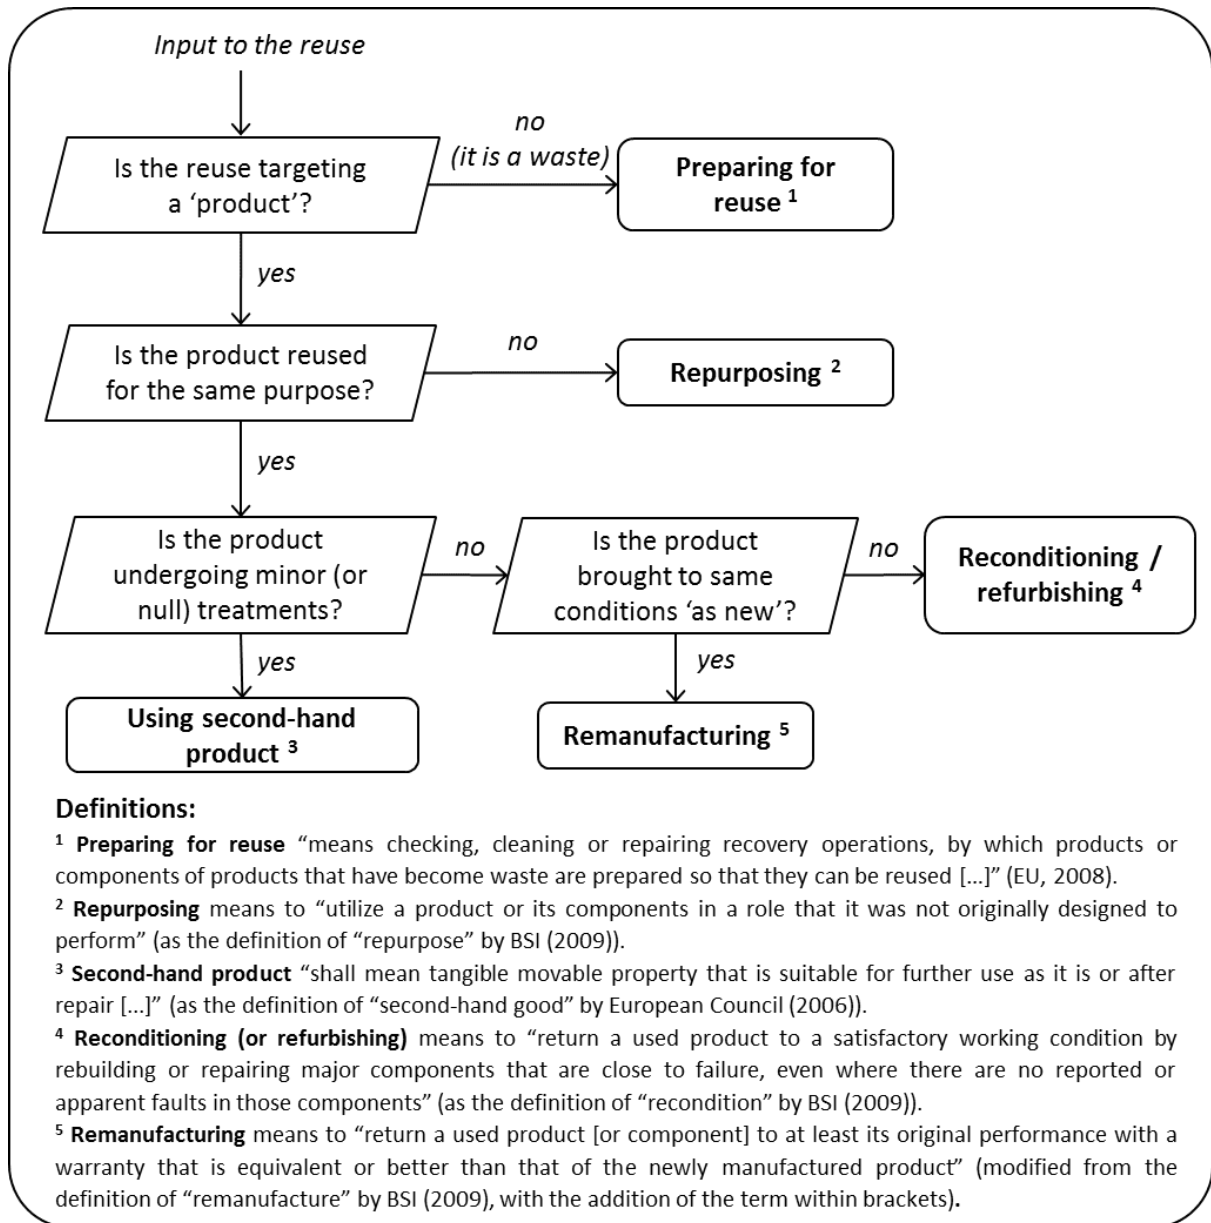 Input to the reuse
no
(it is a waste)
Is the reuse targeting
a ‘product’?
Preparing for
reuse 1
yes
Is the product reused
for the same purpose?
no
Repurposing 2
yes
Is the product
undergoing minor (or
null) treatments?
no
Is the product
brought to same
conditions ‘as new’?
no
Reconditioning /
refurbishing 4
yes
yes
Using second-hand
product 3
Remanufacturing 5
Definitions:
1 Preparing for reuse “means checking, cleaning or repairing recovery operations, by which products or
components of products that have become waste are prepared so that they can be reused [...]” (EU, 2008).
2 Repurposing means to “utilize a product or its components in a role that it was not originally designed to
perform” (as the definition of “repurpose” by BSI (2009)).
3 Second-hand product “shall mean tangible movable property that is suitable for further use as it is or after
repair [...]” (as the definition of “second-hand good” by European Council (2006)).
4 Reconditioning (or refurbishing) means to “return a used product to a satisfactory working condition by
rebuilding or repairing major components that are close to failure, even where there are no reported or
apparent faults in those components” (as the definition of “recondition” by BSI (2009)).
5 Remanufacturing means to “return a used product [or component] to at least its original performance with a
warranty that is equivalent or better than that of the newly manufactured product” (modified from the
definition of “remanufacture” by BSI (2009), with the addition of the term within brackets).